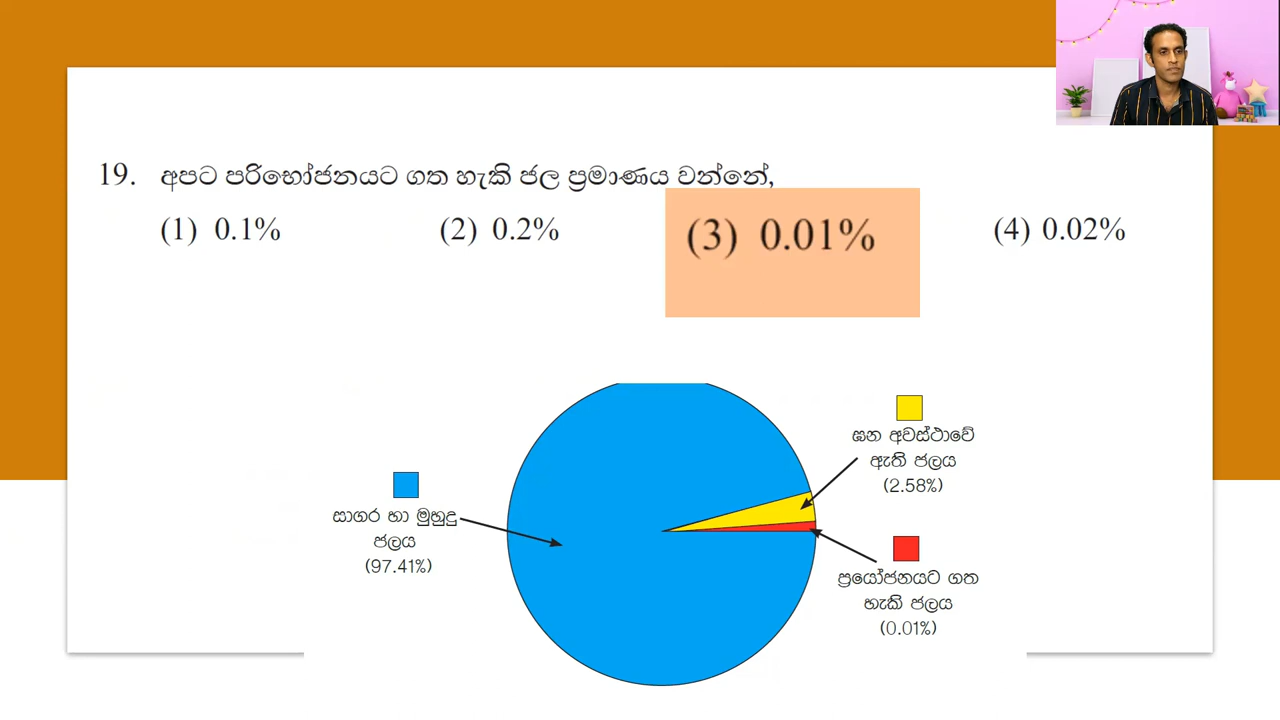 19. අපට පරිභෝජනයට ගත හැකි ජල ප්‍රමාණය වන්නේ,
(1) 0.1% (2) 0.2% (3) 0.01% (4) 0.02%
ඝන අවස්ථාවේ
ඇති ජලය
(2.58%)
සාගර හා මුහුදු
ජලය
(97.41%)
ප්‍රයෝජනයට ගත
හැකි ජලය
(0.01%)